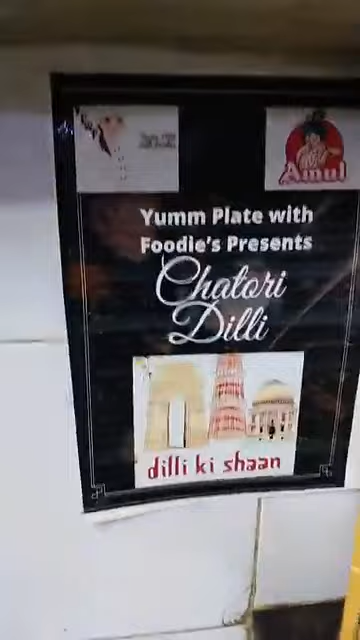 Amul
Yumm Plate with
Foodie's Presents
Chatori
Dilli
dilli ki shaan